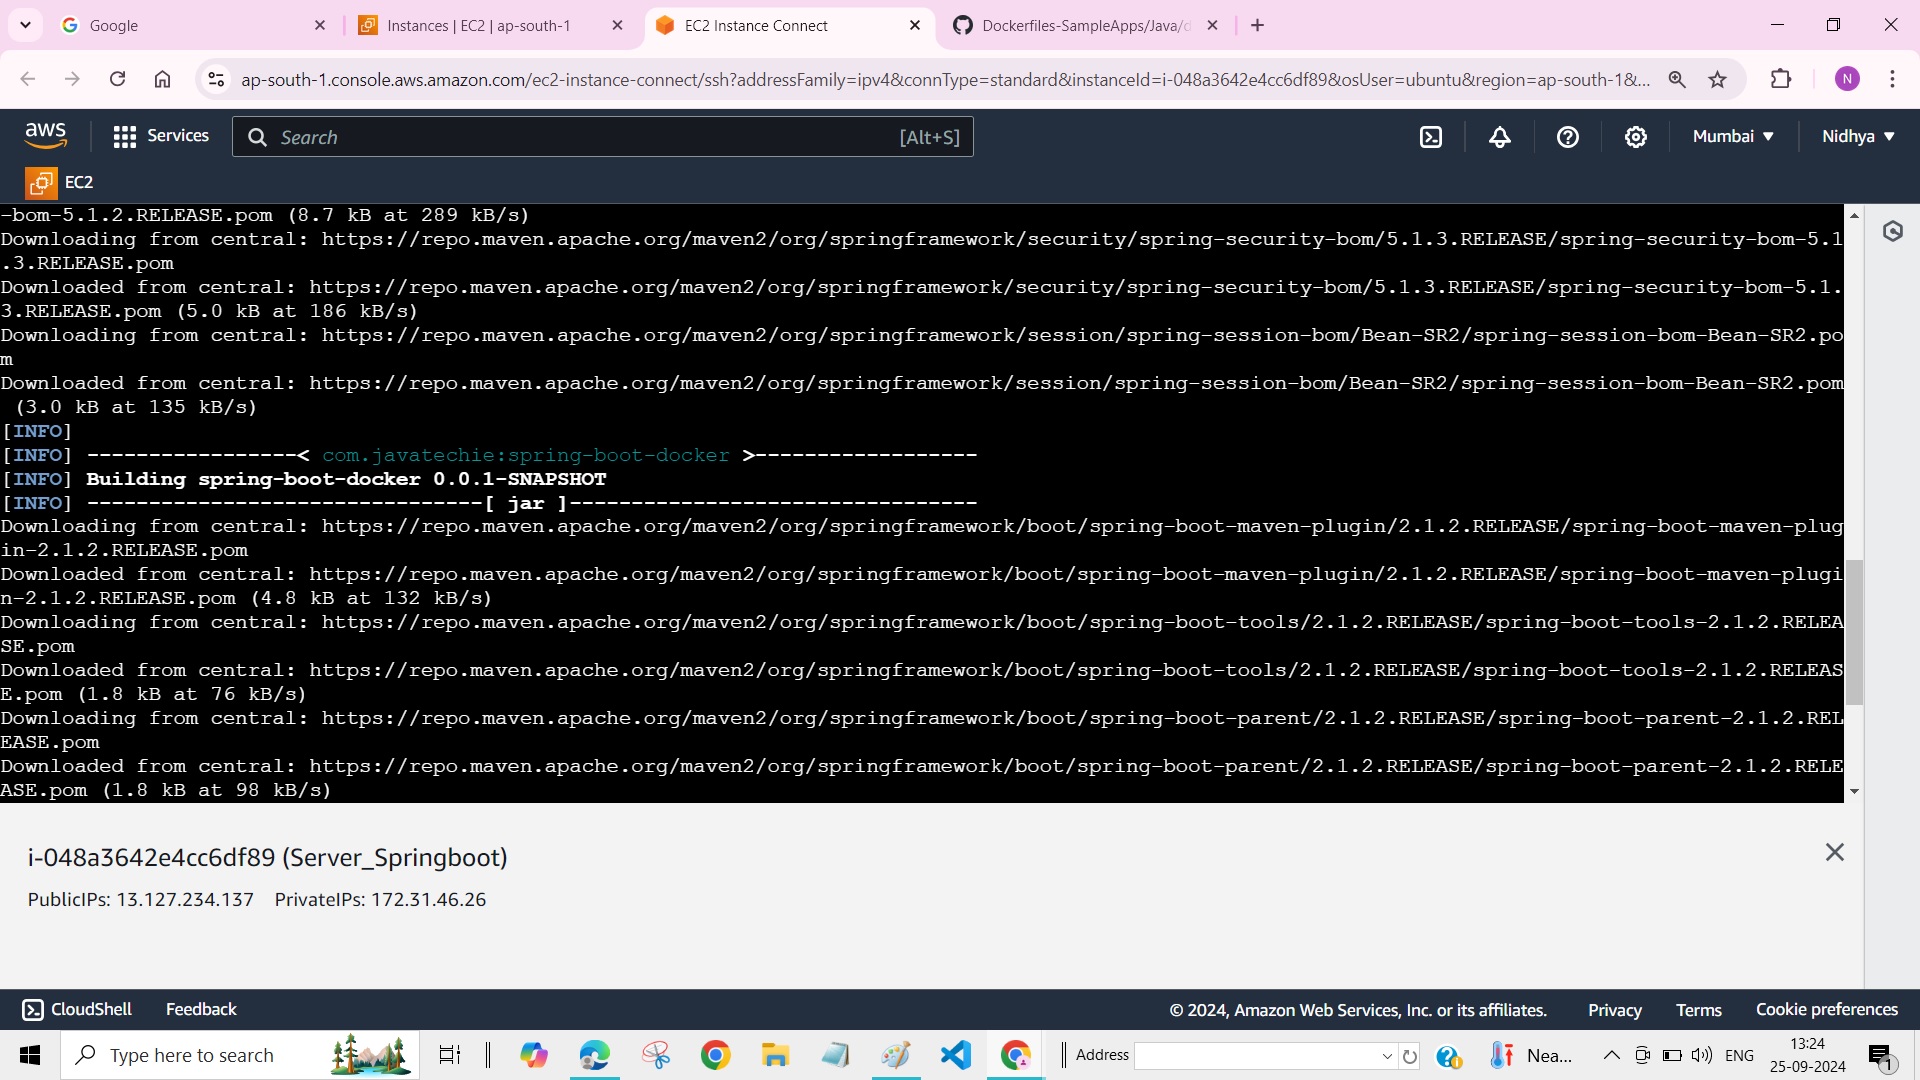 Google
Instances | EC2 | ap-south-1
EC2 Instance Connect
Dockerfiles-SampleApps/Java/d
ap-south-1.console.aws.amazon.com/ec2-instance-connect/ssh?addressFamily=ipv4&connType=standard&instanceId=i-048a3642e4cc6df89&osUser=ubuntu&region=ap-south-1&...
N
aws
Services
Search
[Alt+S]
Mumbai
Nidhya
EC2
-bom-5.1.2.RELEASE.pom (8.7 kB at 289 kB/s)
Downloading from central: https://repo.maven.apache.org/maven2/org/springframework/security/spring-security-bom/5.1.3.RELEASE/spring-security-bom-5.1
.3.RELEASE.pom
Downloaded from central: https://repo.maven.apache.org/maven2/org/springframework/security/spring-security-bom/5.1.3.RELEASE/spring-security-bom-5.1.
3.RELEASE.pom (5.0 kB at 186 kB/s)
Downloading from central: https://repo.maven.apache.org/maven2/org/springframework/session/spring-session-bom/Bean-SR2/spring-session-bom-Bean-SR2.po
m
Downloaded from central: https://repo.maven.apache.org/maven2/org/springframework/session/spring-session-bom/Bean-SR2/spring-session-bom-Bean-SR2.pom
(3.0 kB at 135 kB/s)
[INFO]
[INFO] -----------------< com.javatechie:spring-boot-docker >------------------
[INFO] Building spring-boot-docker 0.0.1-SNAPSHOT
[INFO] --------------------------------[ jar ]---------------------------------
Downloading from central: https://repo.maven.apache.org/maven2/org/springframework/boot/spring-boot-maven-plugin/2.1.2.RELEASE/spring-boot-maven-plug
in-2.1.2.RELEASE.pom
Downloaded from central: https://repo.maven.apache.org/maven2/org/springframework/boot/spring-boot-maven-plugin/2.1.2.RELEASE/spring-boot-maven-plugi
n-2.1.2.RELEASE.pom (4.8 kB at 132 kB/s)
Downloading from central: https://repo.maven.apache.org/maven2/org/springframework/boot/spring-boot-tools/2.1.2.RELEASE/spring-boot-tools-2.1.2.RELEA
SE.pom
Downloaded from central: https://repo.maven.apache.org/maven2/org/springframework/boot/spring-boot-tools/2.1.2.RELEASE/spring-boot-tools-2.1.2.RELEAS
E.pom (1.8 kB at 76 kB/s)
Downloading from central: https://repo.maven.apache.org/maven2/org/springframework/boot/spring-boot-parent/2.1.2.RELEASE/spring-boot-parent-2.1.2.REL
EASE.pom
Downloaded from central: https://repo.maven.apache.org/maven2/org/springframework/boot/spring-boot-parent/2.1.2.RELEASE/spring-boot-parent-2.1.2.RELE
ASE.pom (1.8 kB at 98 kB/s)
i-048a3642e4cc6df89 (Server_Springboot)
PublicIPs: 13.127.234.137 PrivateIPs: 172.31.46.26
CloudShell
Feedback
© 2024, Amazon Web Services, Inc. or its affiliates.
Privacy
Terms
Cookie preferences
Type here to search
Address
Nea...
ENG
13:24
25-09-2024
1